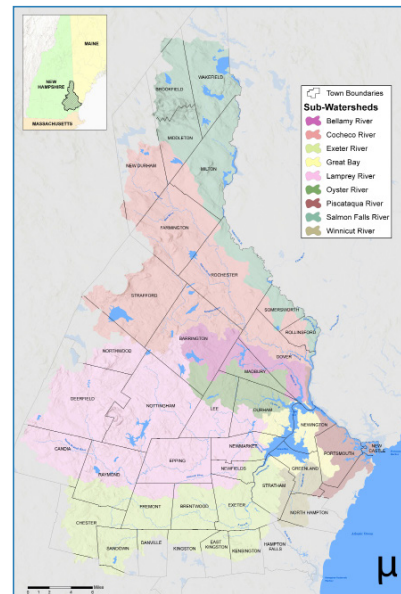 MAINE
NEW
HAMPSHIRE
MASSACHUSETTS
Town Boundaries
Sub-Watersheds
Bellamy River
Cocheco River
Exeter River
Great Bay
Lamprey River
Oyster River
Piscataqua River
Salmon Falls River
Winnicut River
WAKEFIELD
BROOKFIELD
MIDDLETON
NEW DURHAM
MILTON
FARMINGTON
ROCHESTER
STRAFFORD
SOMERSWORTH
ROLLINSFORD
BARRINGTON
DOVER
NORTHWOOD
MADBURY
DEERFIELD
NOTTINGHAM
LEE
DURHAM
NEWINGTON
NEW
CASTLE
PORTSMOUTH
CANDIA
EPPING
NEWMARKET
GREENLAND
RAYMOND
NEWFIELDS
STRATHAM
FREMONT
BRENTWOOD
EXETER
NORTH HAMPTON
CHESTER
SANDOWN
DANVILLE
KINGSTON
EAST
KINGSTON
KENSINGTON
HAMPTON
FALLS
Miles
µ